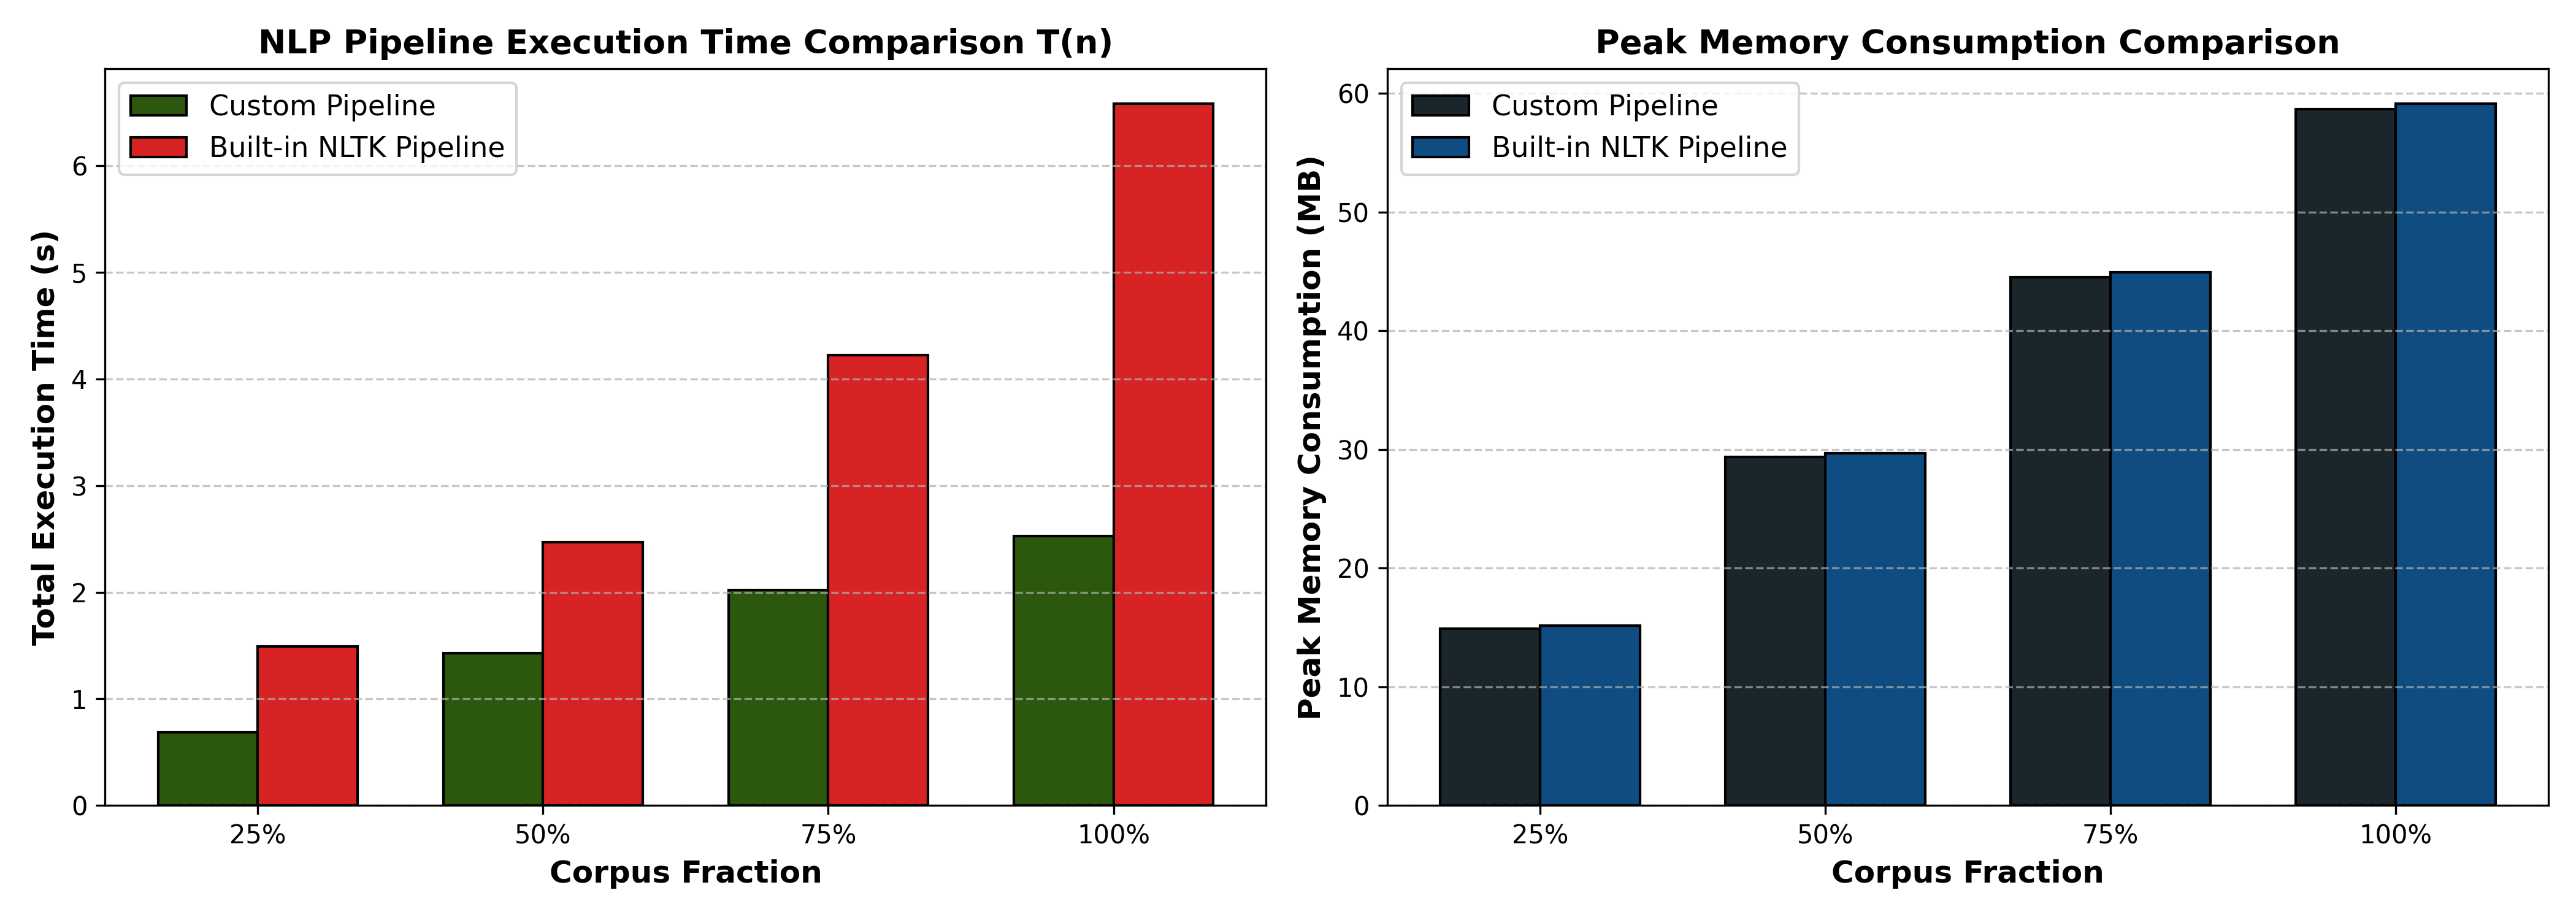 NLP Pipeline Execution Time Comparison T(n)
Custom Pipeline
Built-in NLTK Pipeline
Total Execution Time (s)
6
5
4
3
2
1
0
25%
50%
75%
100%
Corpus Fraction
Peak Memory Consumption Comparison
Custom Pipeline
Built-in NLTK Pipeline
Peak Memory Consumption (MB)
60
50
40
30
20
10
0
25%
50%
75%
100%
Corpus Fraction